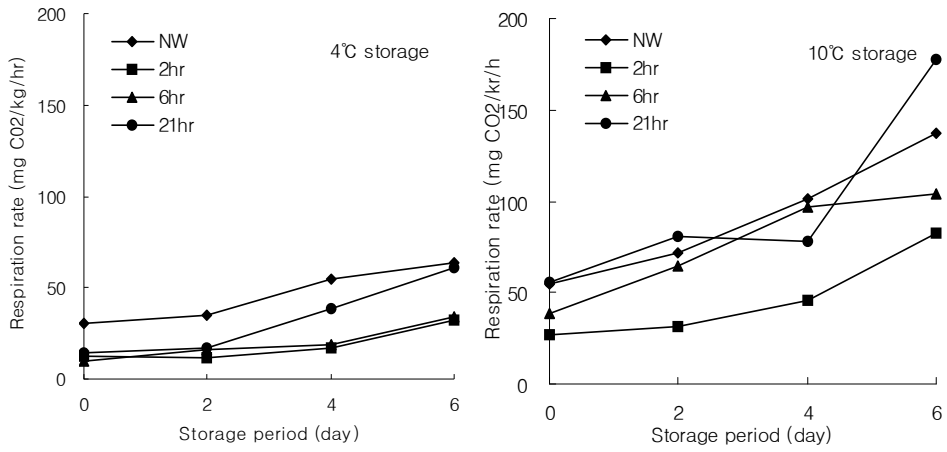 200
150
100
50
0
Respiration rate (mg C02/kg/hr)
NW
2hr
6hr
21hr
4℃ storage
0 2 4 6
Storage period (day)
200
150
100
50
0
Respiration rate (mg CO2/kr/h
NW
2hr
6hr
21hr
10℃ storage
0 2 4 6
Storage period (day)